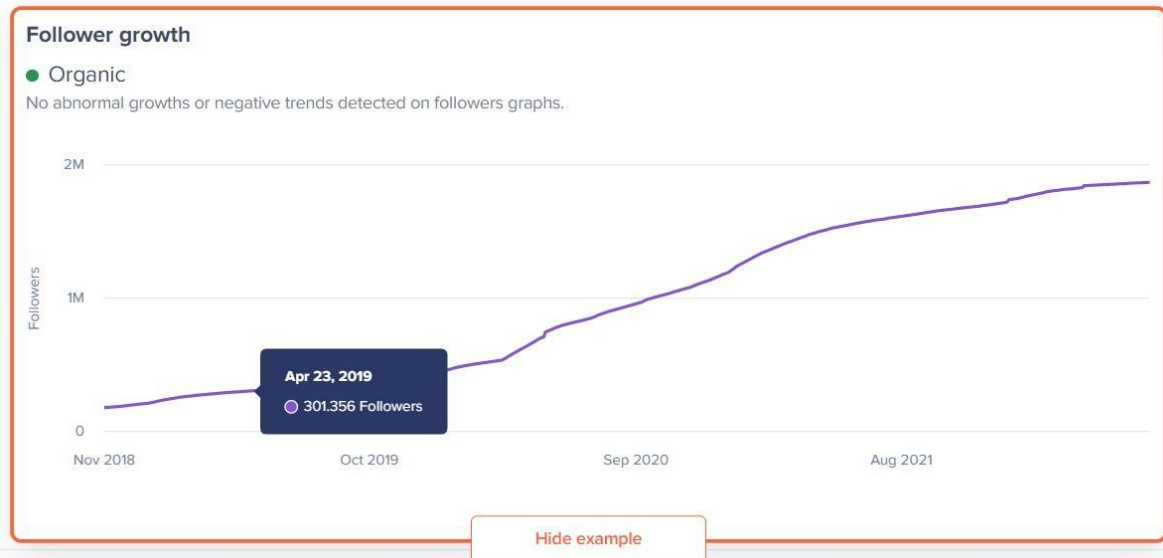 Follower growth
Organic
No abnormal growths or negative trends detected on followers graphs.
2M
Followers
1M
Apr 23, 2019
301.356 Followers
0
Nov 2018 Oct 2019 Sep 2020 Aug 2021
Hide example